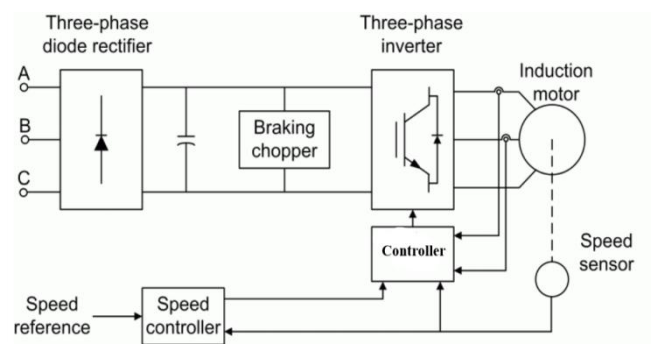 Three-phase
diode rectifier
Three-phase
inverter
A
B
C
Braking
chopper
Induction
motor
Controller
Speed
sensor
Speed
reference
Speed
controller